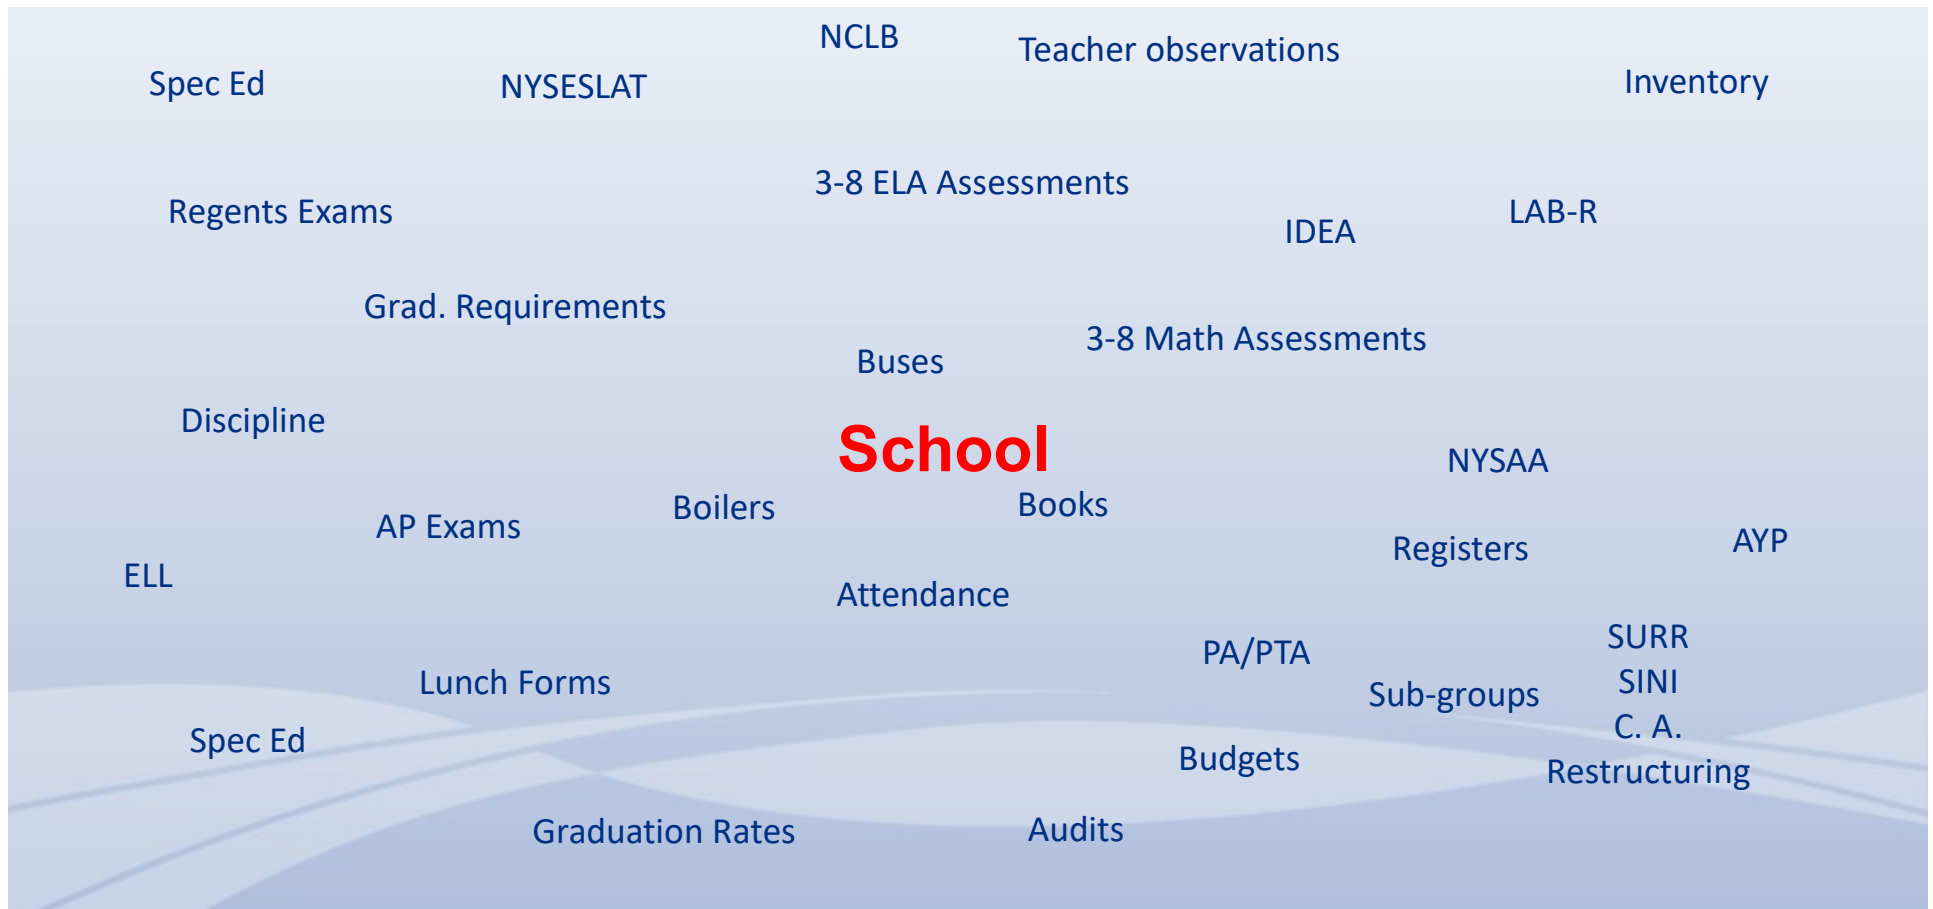 NCLB
Teacher observations
Spec Ed
NYSESLAT
Inventory
3-8 ELA Assessments
Regents Exams
LAB-R
IDEA
Grad. Requirements
3-8 Math Assessments
Buses
Discipline
School
NYSAA
Boilers
Books
AP Exams
Registers
AYP
ELL
Attendance
PA/PTA
SURR
SINI
C. A.
Restructuring
Lunch Forms
Sub-groups
Spec Ed
Budgets
Graduation Rates
Audits